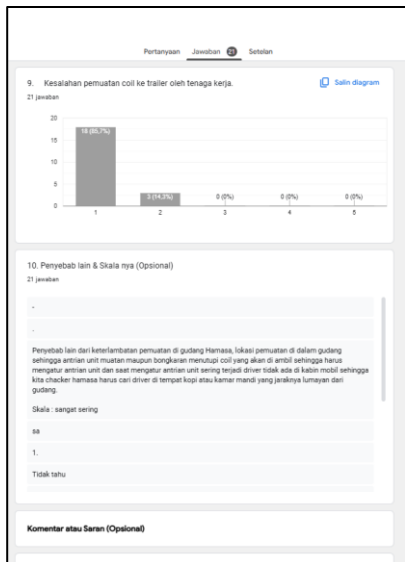 Pertanyaan Jawaban 21 Setelan
9. Kesalahan pemuatan coil ke trailer oleh tenaga kerja.
Salin diagram
21 jawaban
20
15
10
5
0
18 (85,7%)
3 (14,3%)
0 (0%)
0 (0%)
0 (0%)
1 2 3 4 5
10. Penyebab lain & Skala nya (Opsional)
21 jawaban
-
.
Penyebab lain dari keterlambatan pemuatan di gudang Hamasa, lokasi pemuatan di dalam gudang
sehingga antrian unit muatan maupun bongkaran menutupi coil yang akan di ambil sehingga harus
mengatur antrian unit dan saat mengatur antrian unit sering terjadi driver tidak ada di kabin mobil sehingga
kita chacker hamasa harus cari driver di tempat kopi atau kamar mandi yang jaraknya lumayan dari
gudang.
Skala : sangat sering
aa
1.
Tidak tahu
Komentar atau Saran (Opsional)